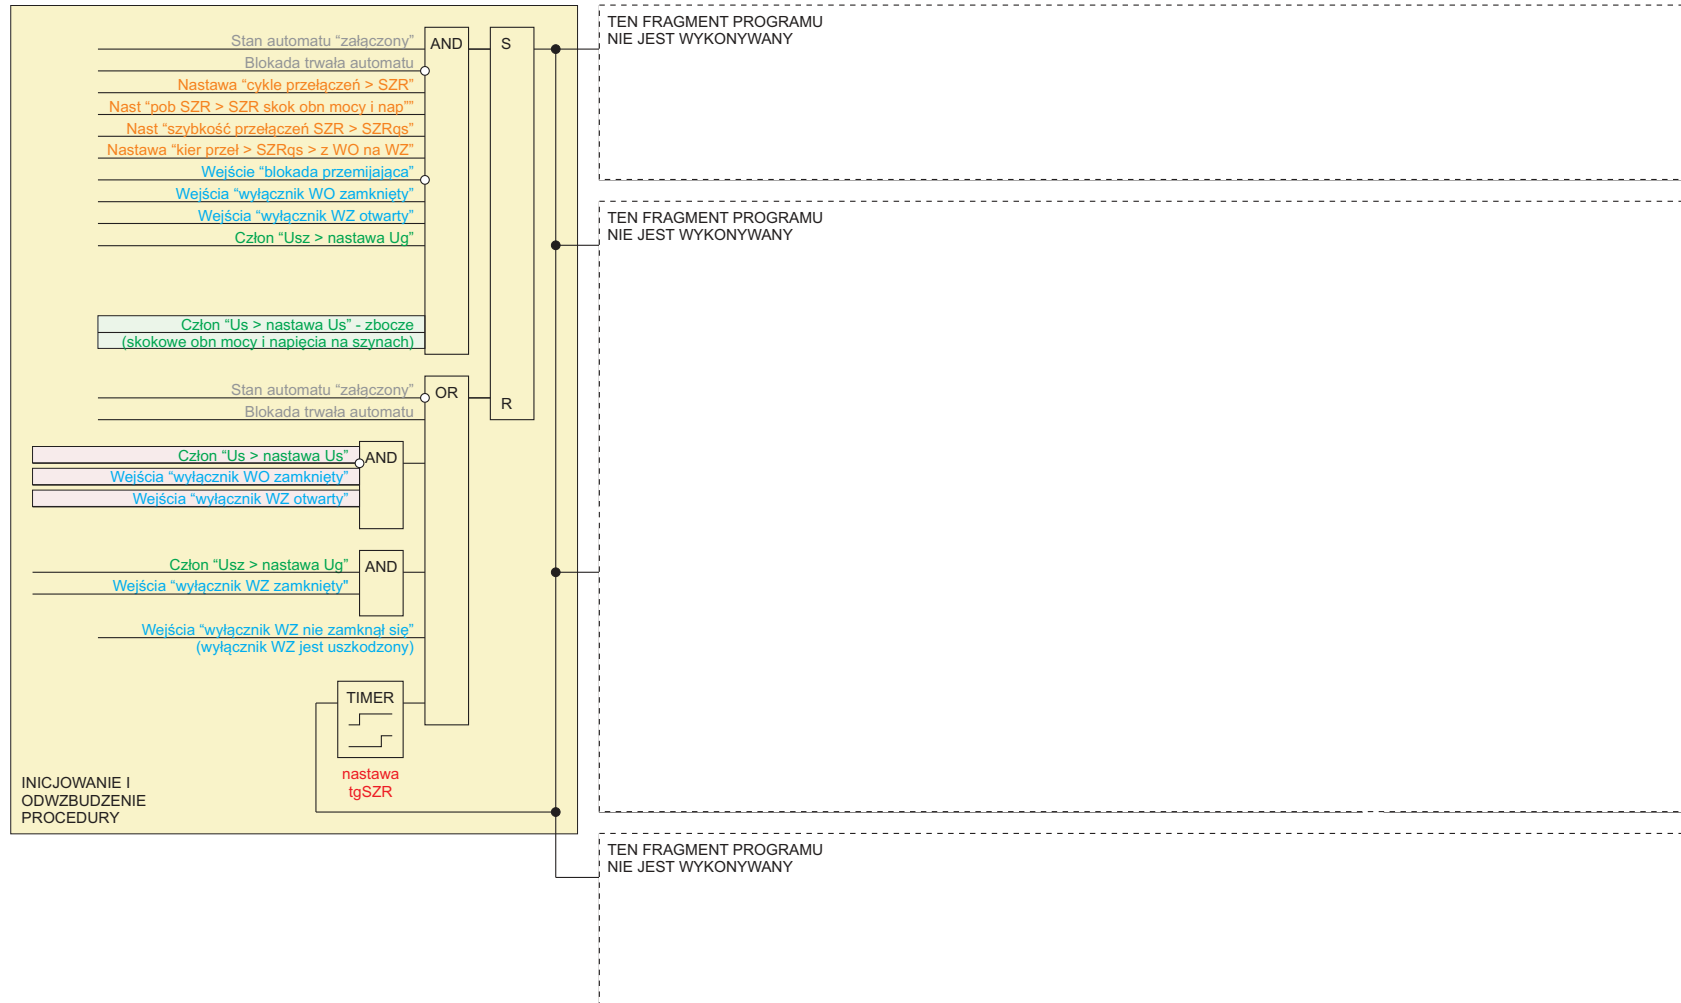 TEN FRAGMENT PROGRAMU
NIE JEST WYKONYWANY
Stan automatu “załączony”
AND
S
Blokada trwała automatu
Nastawa “cykle przełączeń > SZR”
Nast “pob SZR > SZR skok obn mocy i nap””
Nast “szybkość przełączeń SZR > SZRqs”
Nastawa “kier przeł > SZRqs > z WO na WZ”
Wejście “blokada przemijająca”
Wejścia “wyłącznik WO zamknięty”
Wejścia “wyłącznik WZ otwarty”
Człon “Usz > nastawa Ug”
TEN FRAGMENT PROGRAMU
NIE JEST WYKONYWANY
Człon “Us > nastawa Us” - zbocze
(skokowe obn mocy i napięcia na szynach)
Stan automatu “załączony”
OR
Blokada trwała automatu
R
Człon “Us > nastawa Us”
AND
Wejścia “wyłącznik WO zamknięty”
Wejścia “wyłącznik WZ otwarty”
Człon “Usz > nastawa Ug”
AND
Wejścia “wyłącznik WZ zamknięty"
Wejścia “wyłącznik WZ nie zamknął się”
(wyłącznik WZ jest uszkodzony)
TIMER
nastawa
tgSZR
INICJOWANIE I
ODWZBUDZENIE
PROCEDURY
TEN FRAGMENT PROGRAMU
NIE JEST WYKONYWANY